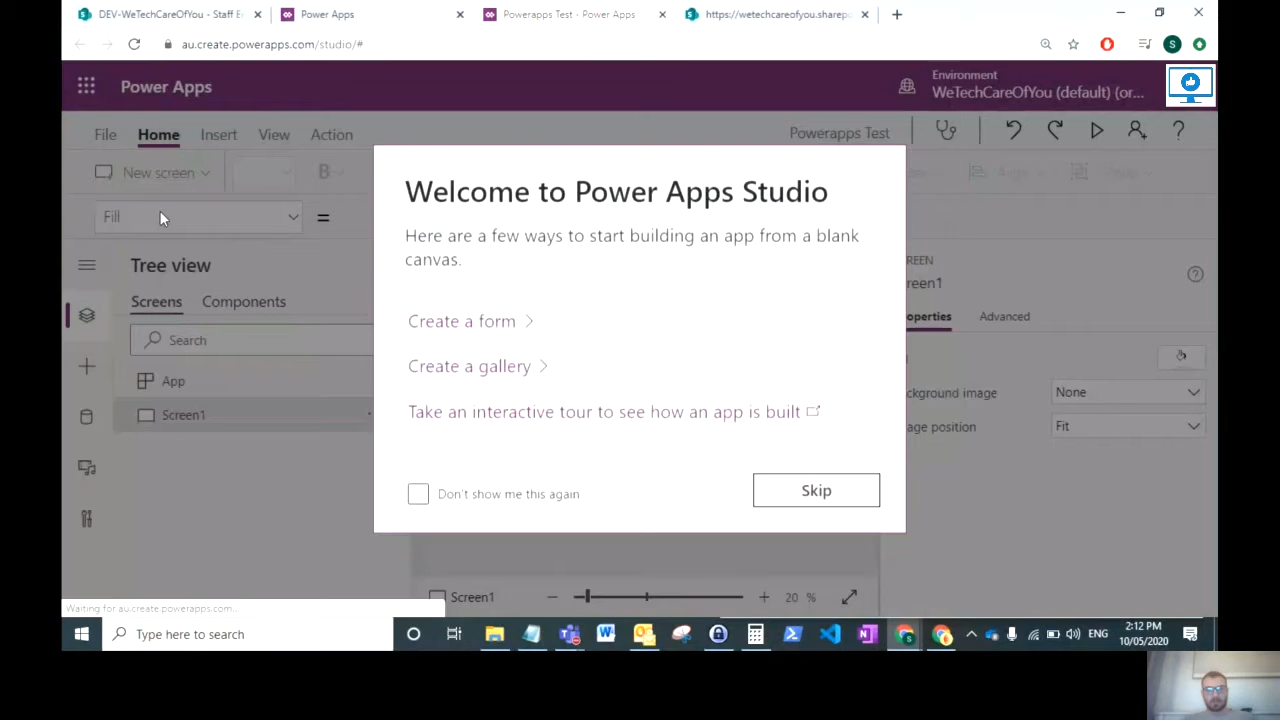 DEV-WeTechCareOfYou - Staff E
Power Apps
Powerapps Test - Power Apps
https://wetechcareofyou.sharep
au.create.powerapps.com/studio/#
S
Power Apps
Environment
WeTechCareOfYou (default) (or...
File
Home
Insert
View
Action
Powerapps Test
New screen
B
Fill
=
Tree view
Screens
Components
Search
App
Screen1
Welcome to Power Apps Studio
Here are a few ways to start building an app from a blank
canvas.
Create a form
Create a gallery
Take an interactive tour to see how an app is built
Don't show me this again
Skip
REEN
reen1
operties
Advanced
ckground image
None
age position
Fit
Screen1
20 %
Waiting for au.create.powerapps.com...
Type here to search
ENG
2:12 PM
10/05/2020